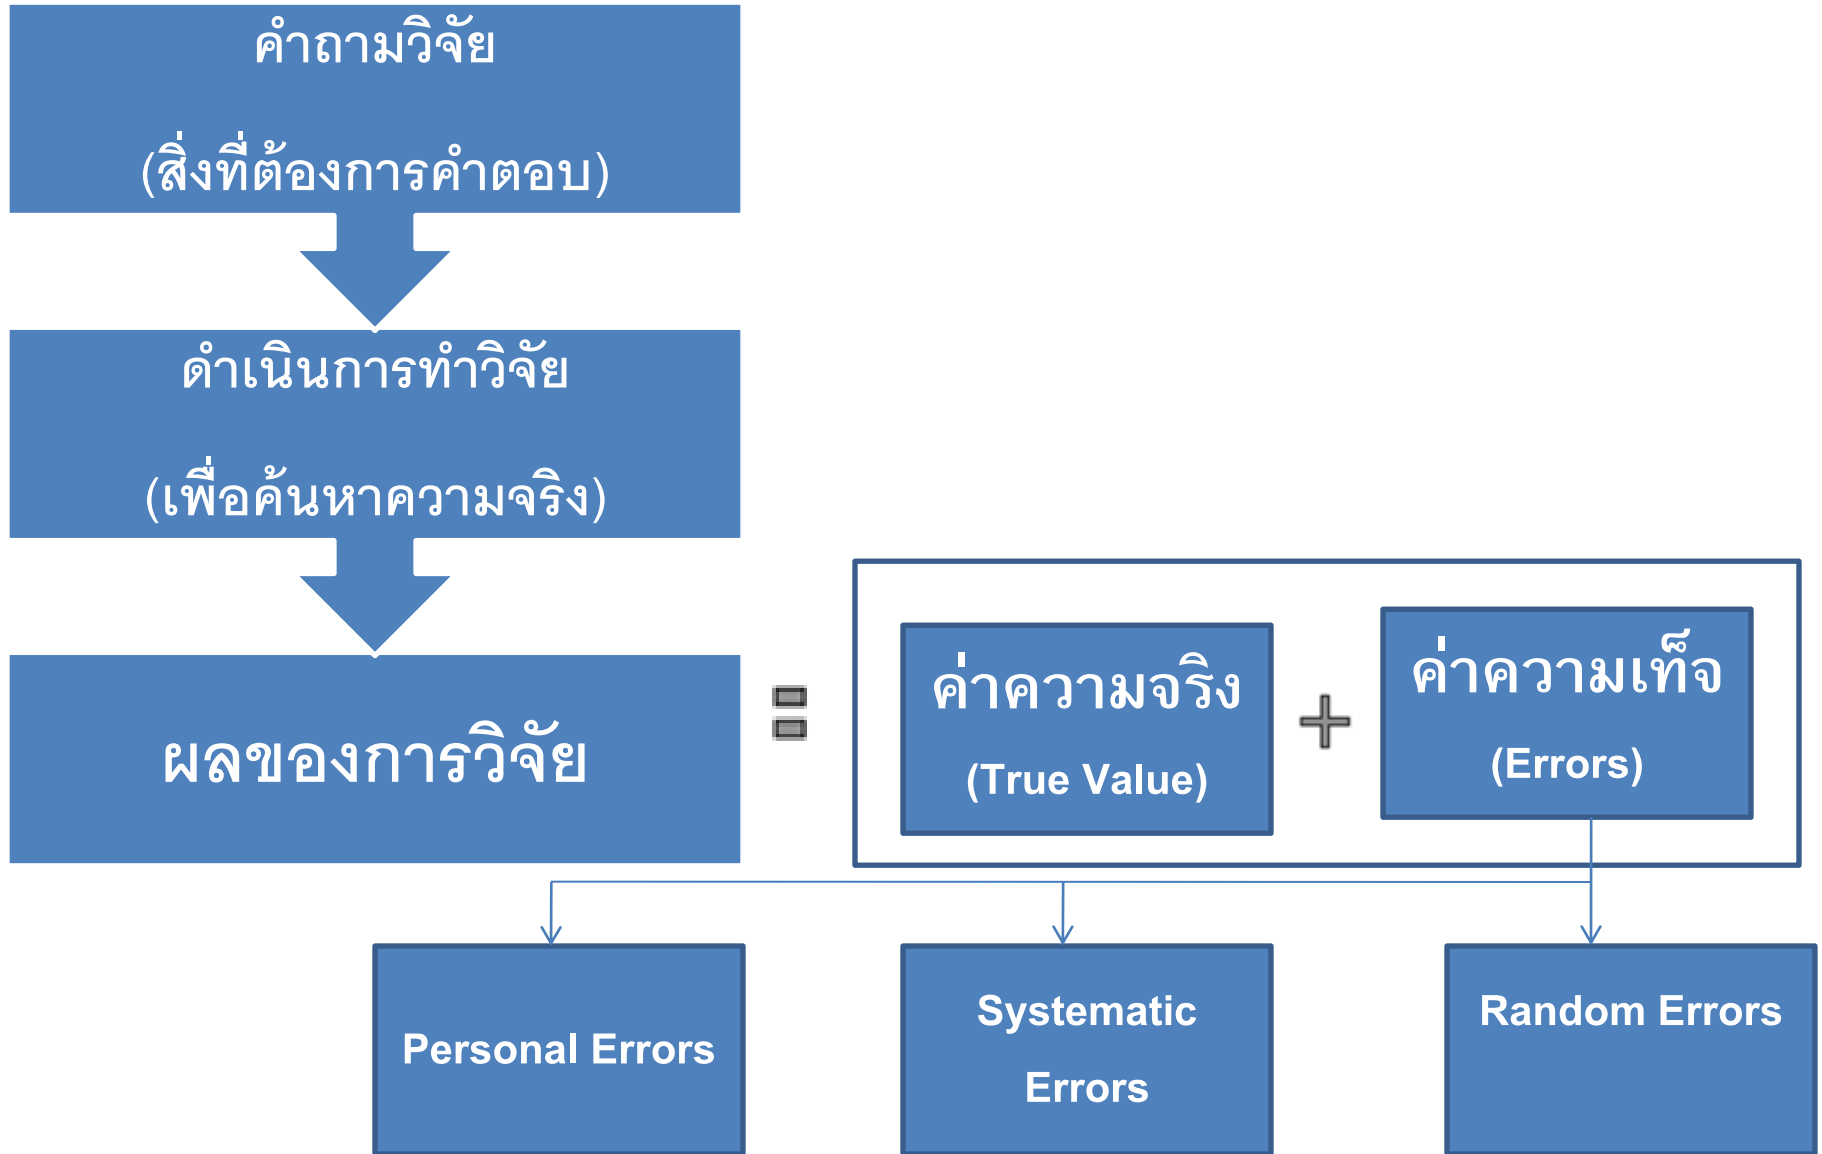 คำถามวิจัย
(สิ่งที่ต้องการคำตอบ)
ดำเนินการทำวิจัย
(เพื่อค้นหาความจริง)
ผลของการวิจัย
=
ค่าความจริง
(True Value)
+
ค่าความเท็จ
(Errors)
Personal Errors
Systematic
Errors
Random Errors